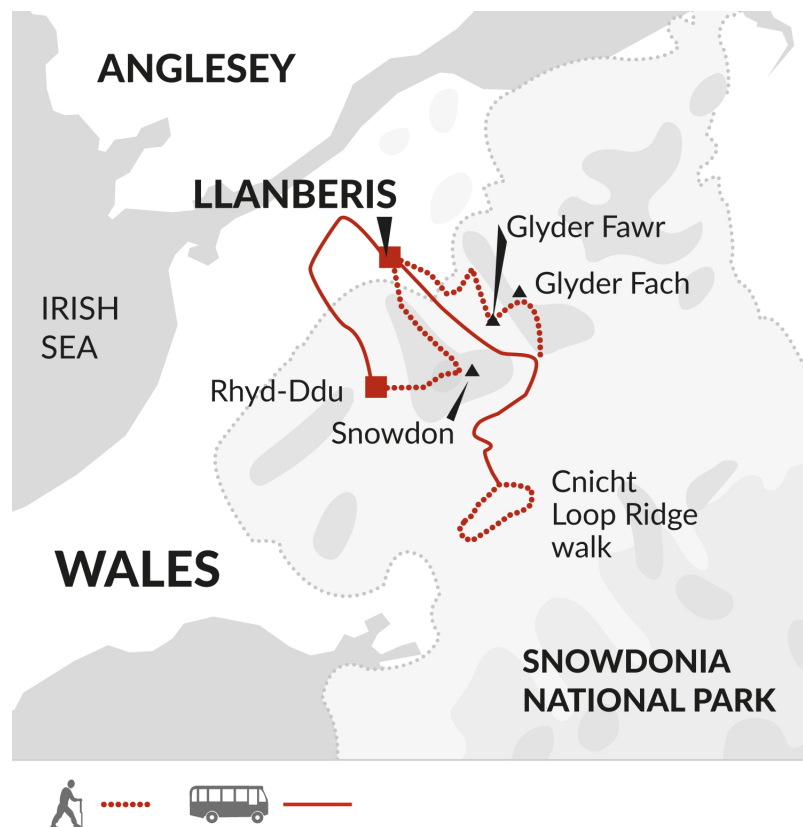 ANGLESEY
LLANBERIS
Glyder Fawr
Glyder Fach
IRISH
SEA
Rhyd-Ddu
Snowdon
Cnicht
Loop Ridge
walk
WALES
SNOWDONIA
NATIONAL PARK